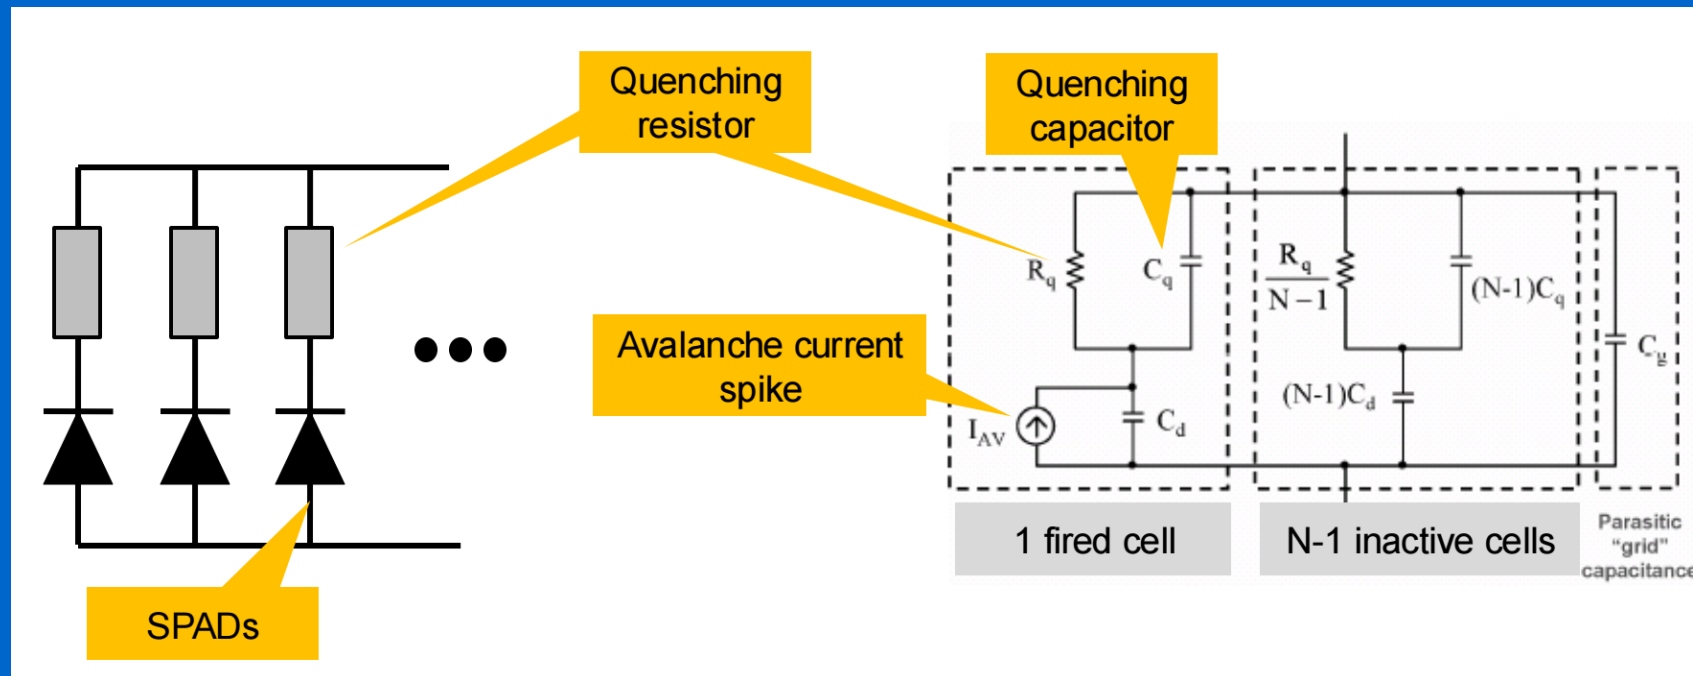 Quenching
resistor
Quenching
capacitor
Avalanche current
spike
SPADs
R_q
C_q
I_AV
C_d
R_q
N−1
(N-1)C_q
(N-1)C_d
C_g
1 fired cell
N-1 inactive cells
Parasitic
“grid”
capacitance